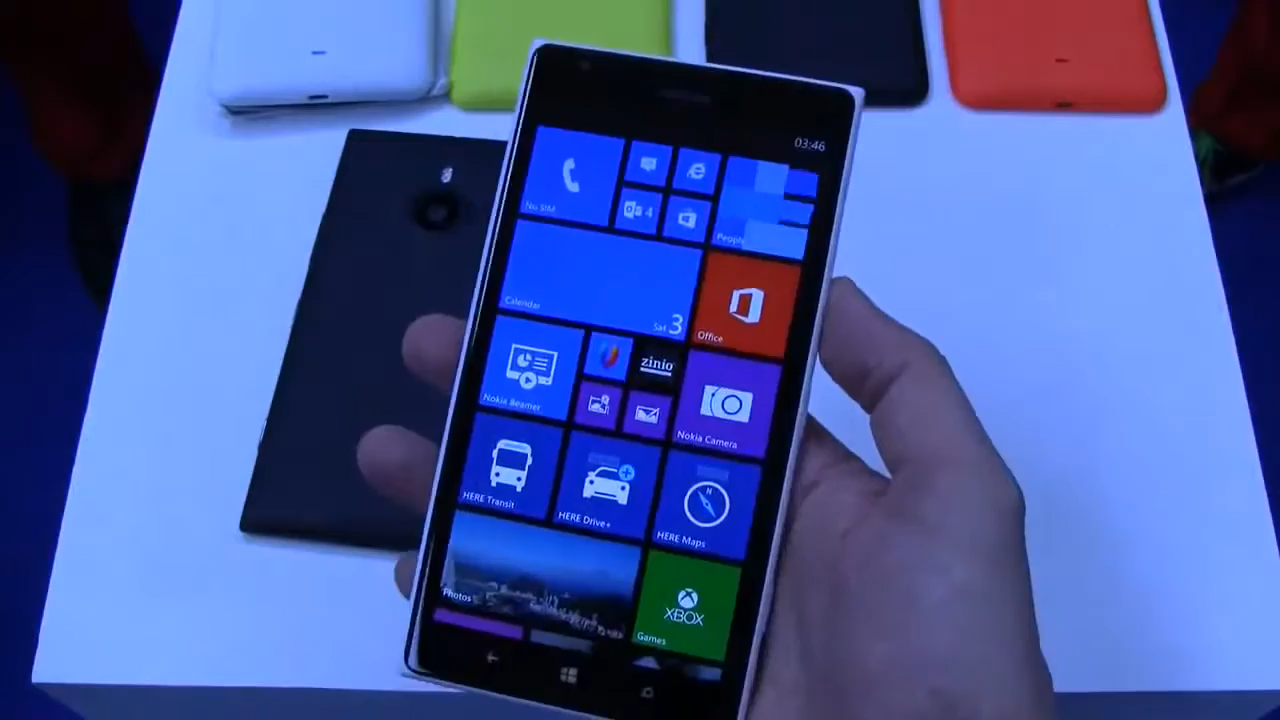 03:46
No SIM
4
People
Calendar
Sat 3
Office
Nokia Beamer
zinio
Nokia Camera
HERE Transit
HERE Drive+
N
HERE Maps
Photos
XBOX
Games